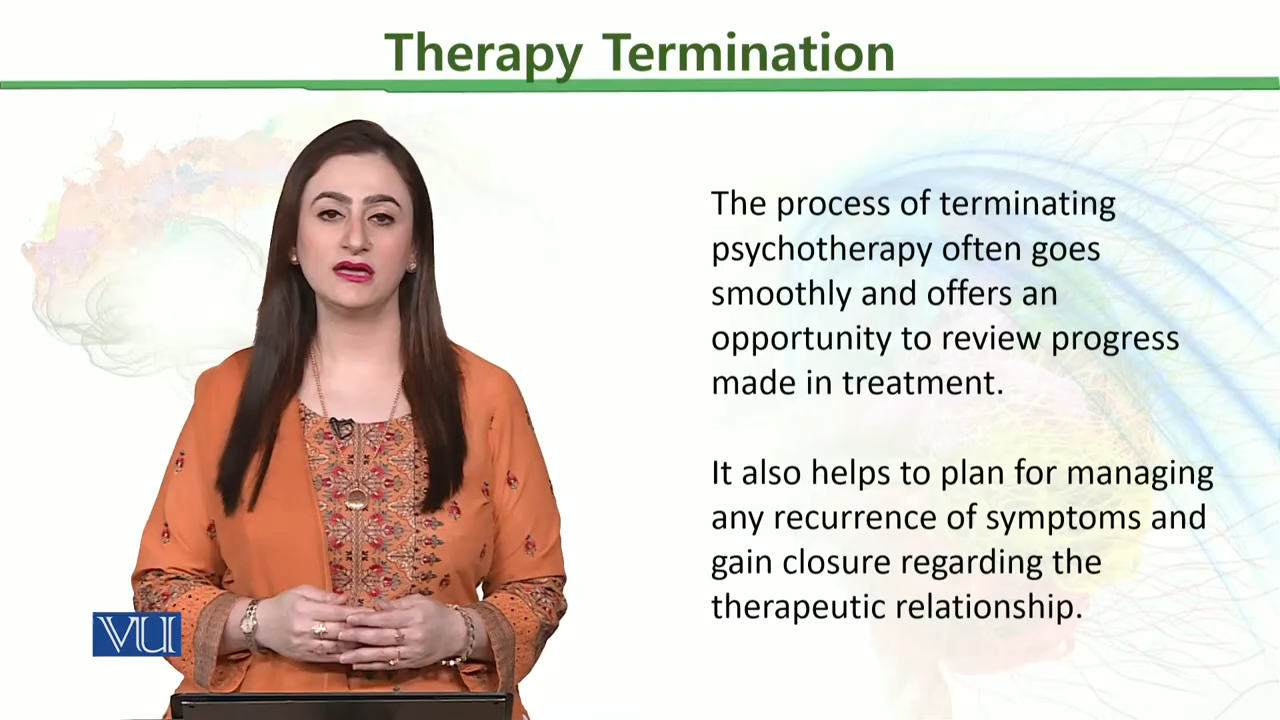 Therapy Termination
The process of terminating
psychotherapy often goes
smoothly and offers an
opportunity to review progress
made in treatment.
It also helps to plan for managing
any recurrence of symptoms and
gain closure regarding the
therapeutic relationship.
VU